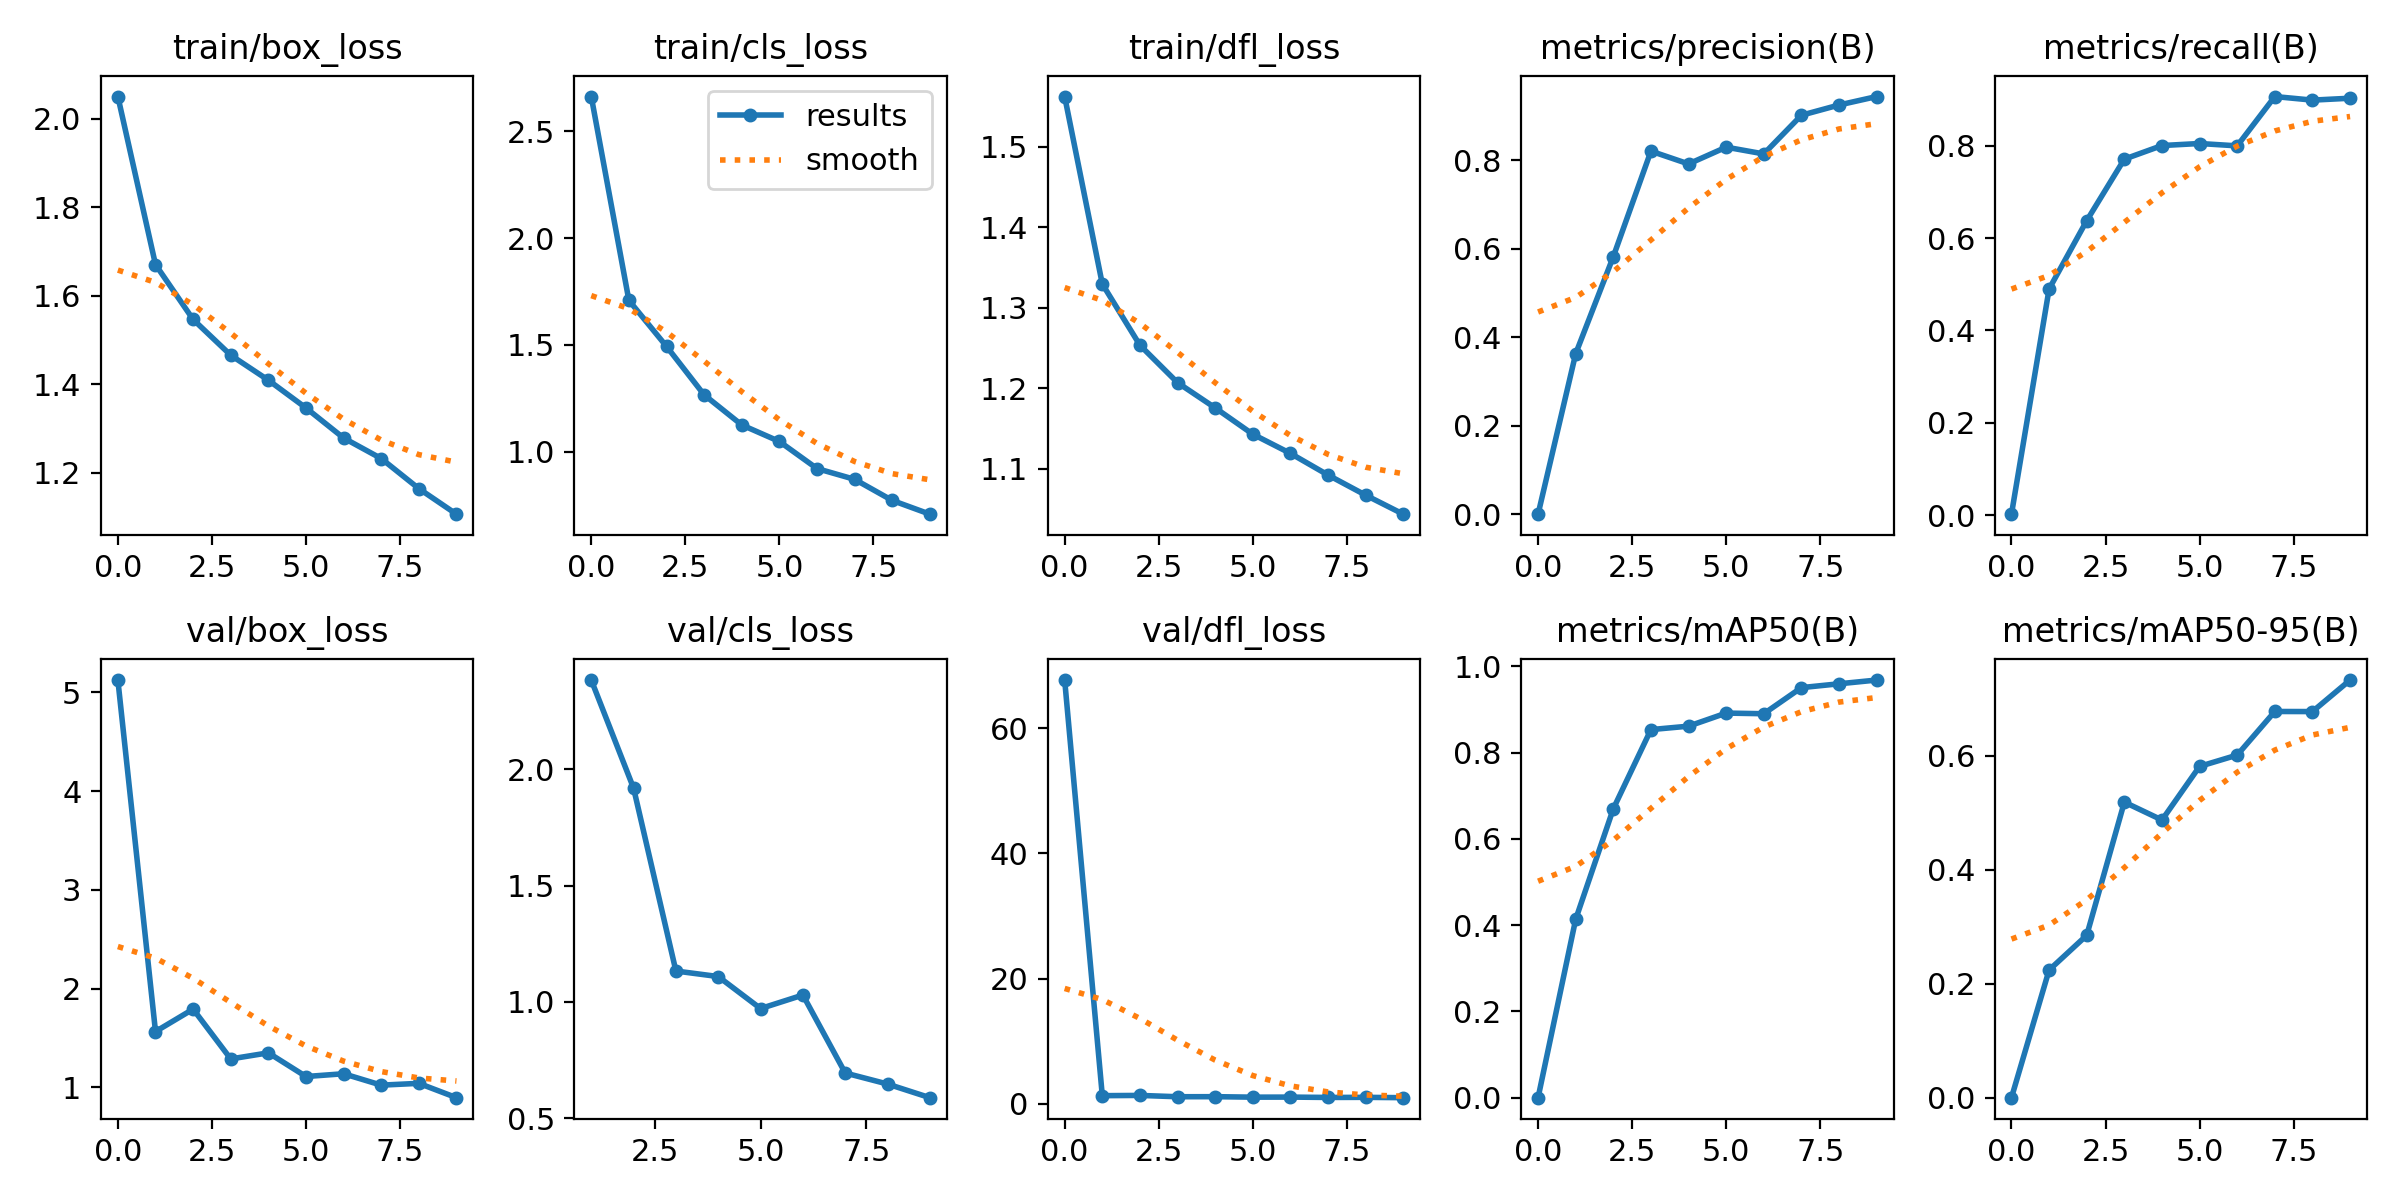 train/box_loss
2.0
1.8
1.6
1.4
1.2
0.0 2.5 5.0 7.5
train/cls_loss
results
smooth
2.5
2.0
1.5
1.0
0.0 2.5 5.0 7.5
train/dfl_loss
1.5
1.4
1.3
1.2
1.1
0.0 2.5 5.0 7.5
metrics/precision(B)
0.8
0.6
0.4
0.2
0.0
0.0 2.5 5.0 7.5
metrics/recall(B)
0.8
0.6
0.4
0.2
0.0
0.0 2.5 5.0 7.5
val/box_loss
5
4
3
2
1
0.0 2.5 5.0 7.5
val/cls_loss
2.0
1.5
1.0
0.5
2.5 5.0 7.5
val/dfl_loss
60
40
20
0
0.0 2.5 5.0 7.5
metrics/mAP50(B)
1.0
0.8
0.6
0.4
0.2
0.0
0.0 2.5 5.0 7.5
metrics/mAP50-95(B)
0.6
0.4
0.2
0.0
0.0 2.5 5.0 7.5